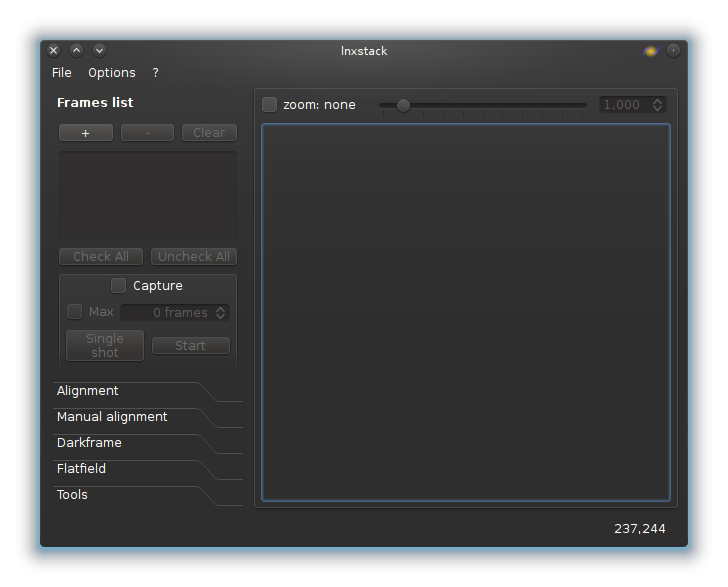 lnxstack
File Options ?
Frames list
+ - Clear
Check All Uncheck All
Capture
Max 0 frames
Single
shot
Start
Alignment
Manual alignment
Darkframe
Flatfield
Tools
zoom: none 1,000
237,244